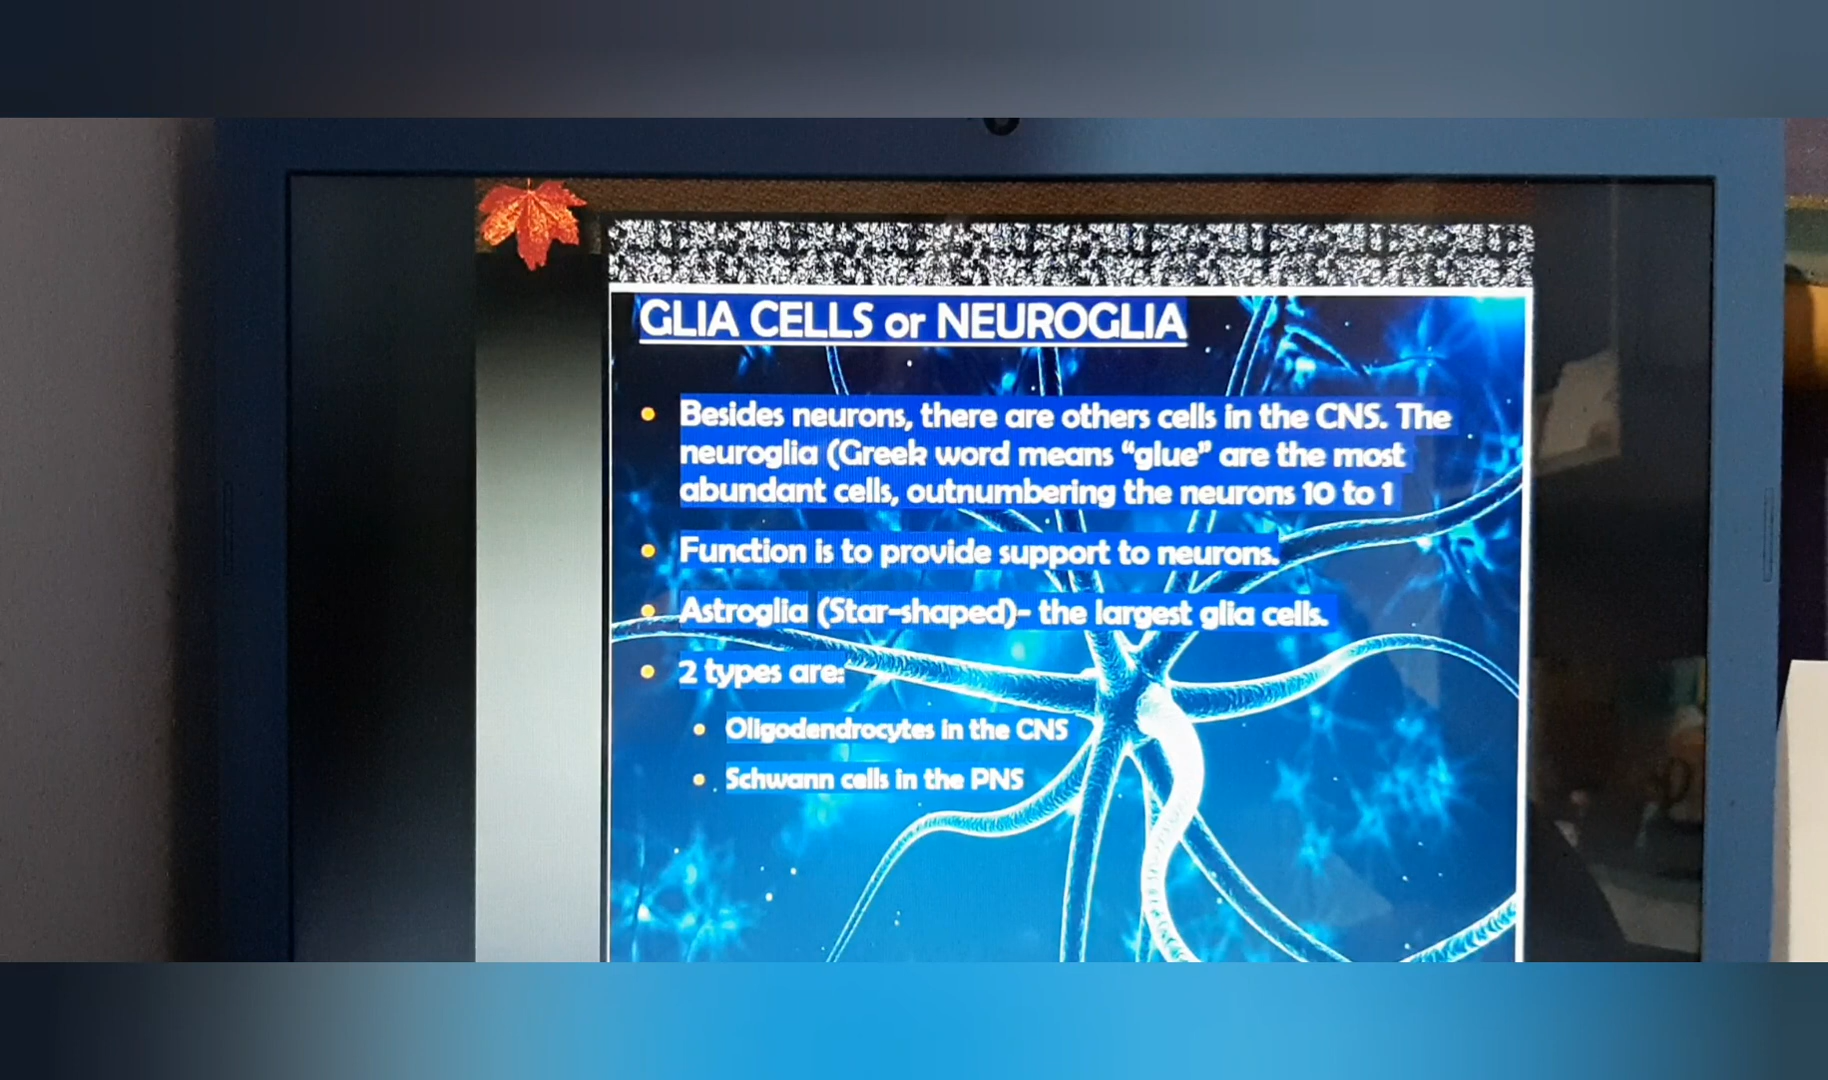 GLIA CELLS or NEUROGLIA
Besides neurons, there are others cells in the CNS. The
neuroglia (Greek word means “glue” are the most
abundant cells, outnumbering the neurons 10 to 1
Function is to provide support to neurons.
Astroglia (Star-shaped)- the largest glia cells.
2 types are:
Oligodendrocytes in the CNS
Schwann cells in the PNS